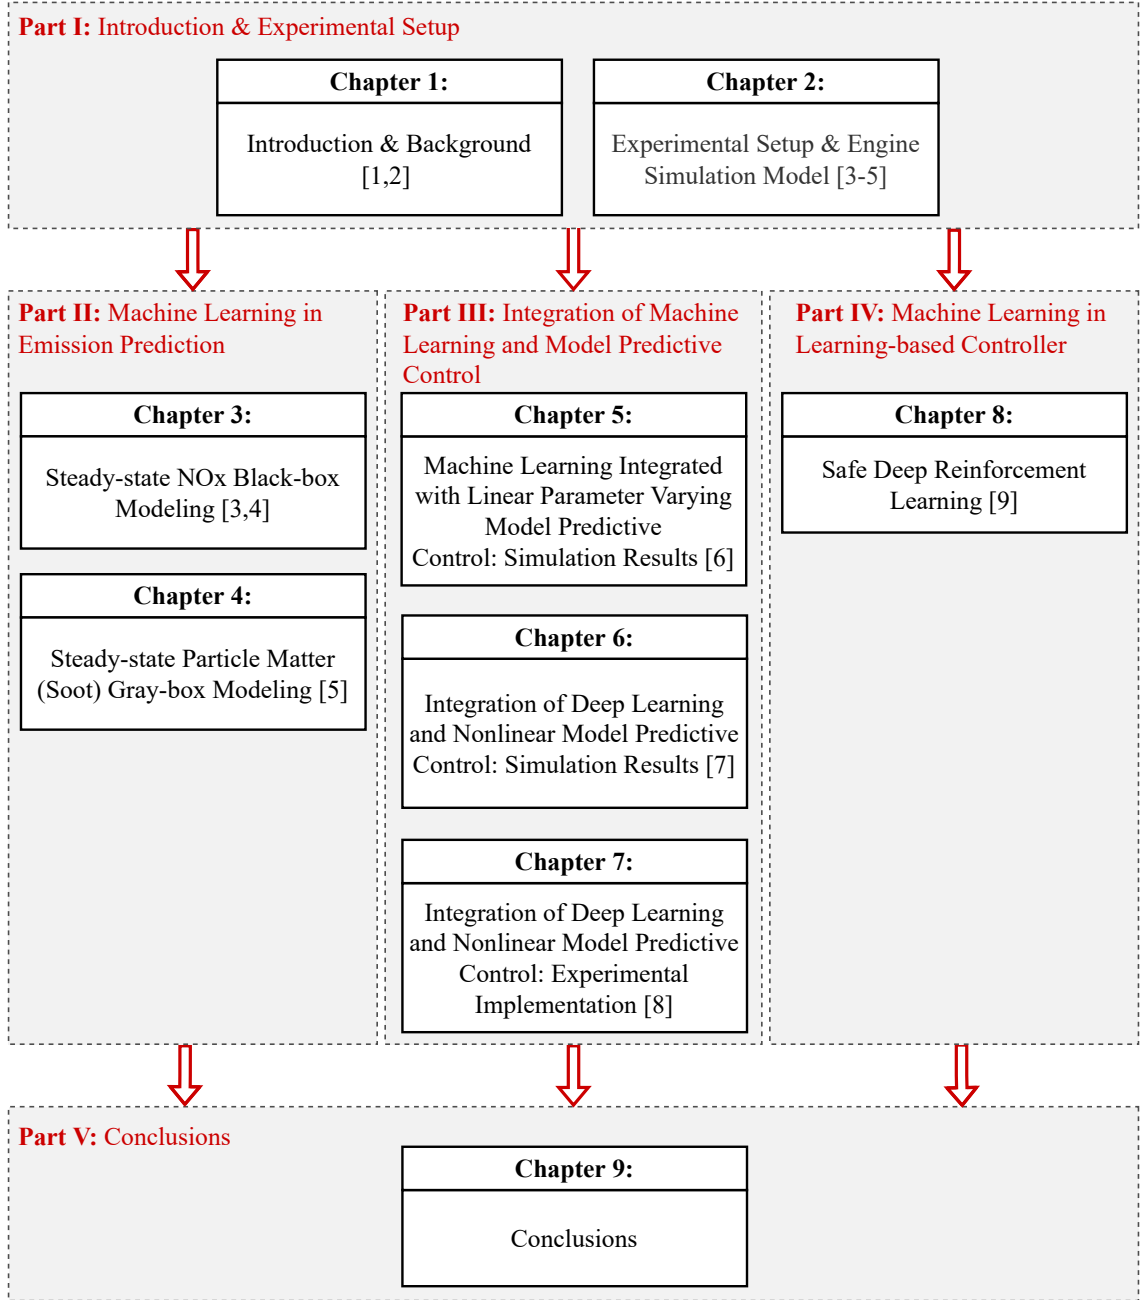 Part I: Introduction & Experimental Setup
Chapter 1:
Introduction & Background
[1,2]
Chapter 2:
Experimental Setup & Engine
Simulation Model [3-5]
Part II: Machine Learning in
Emission Prediction
Chapter 3:
Steady-state NOx Black-box
Modeling [3,4]
Chapter 4:
Steady-state Particle Matter
(Soot) Gray-box Modeling [5]
Part III: Integration of Machine
Learning and Model Predictive
Control
Chapter 5:
Machine Learning Integrated
with Linear Parameter Varying
Model Predictive
Control: Simulation Results [6]
Chapter 6:
Integration of Deep Learning
and Nonlinear Model Predictive
Control: Simulation Results [7]
Chapter 7:
Integration of Deep Learning
and Nonlinear Model Predictive
Control: Experimental
Implementation [8]
Part IV: Machine Learning in
Learning-based Controller
Chapter 8:
Safe Deep Reinforcement
Learning [9]
Part V: Conclusions
Chapter 9:
Conclusions